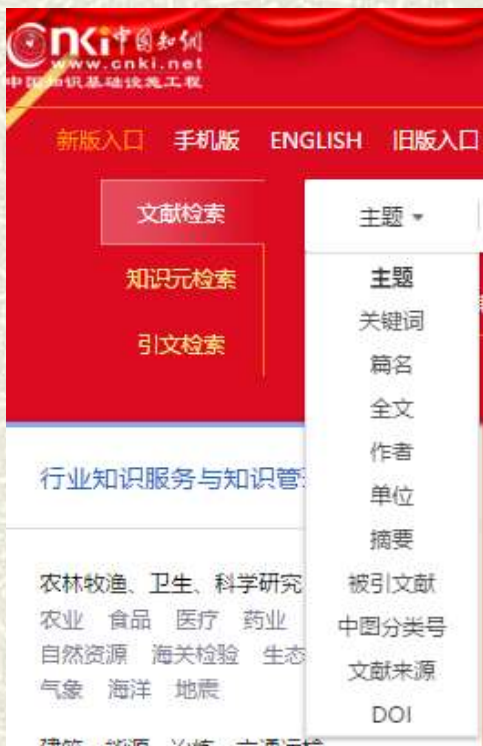 cnki中国知网
www.cnki.net
中国知识基础设施工程
新版入口 手机版 ENGLISH 旧版入口
文献检索
知识元检索
引文检索
主题
主题
关键词
篇名
全文
作者
单位
摘要
被引文献
中图分类号
文献来源
DOI
行业知识服务与知识管
农林牧渔、卫生、科学研究
农业 食品 医疗 药业
自然资源 海关检验 生态
气象 海洋 地震